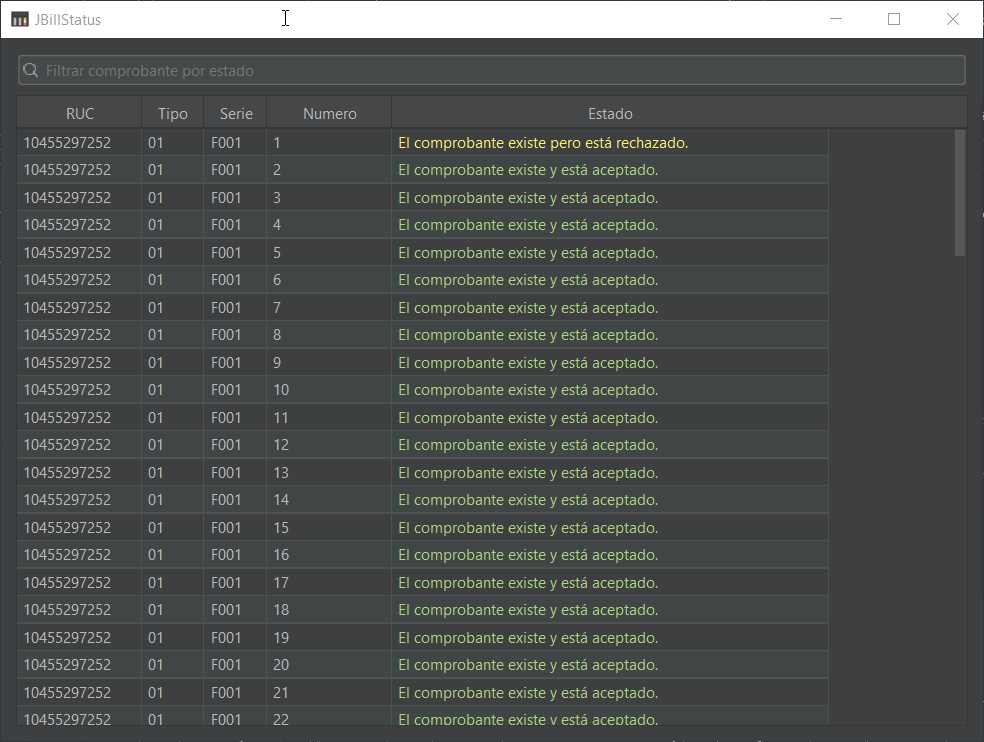 JBillStatus
Filtrar comprobante por estado
RUC Tipo Serie Numero Estado
10455297252 01 F001 1 El comprobante existe pero está rechazado.
10455297252 01 F001 2 El comprobante existe y está aceptado.
10455297252 01 F001 3 El comprobante existe y está aceptado.
10455297252 01 F001 4 El comprobante existe y está aceptado.
10455297252 01 F001 5 El comprobante existe y está aceptado.
10455297252 01 F001 6 El comprobante existe y está aceptado.
10455297252 01 F001 7 El comprobante existe y está aceptado.
10455297252 01 F001 8 El comprobante existe y está aceptado.
10455297252 01 F001 9 El comprobante existe y está aceptado.
10455297252 01 F001 10 El comprobante existe y está aceptado.
10455297252 01 F001 11 El comprobante existe y está aceptado.
10455297252 01 F001 12 El comprobante existe y está aceptado.
10455297252 01 F001 13 El comprobante existe y está aceptado.
10455297252 01 F001 14 El comprobante existe y está aceptado.
10455297252 01 F001 15 El comprobante existe y está aceptado.
10455297252 01 F001 16 El comprobante existe y está aceptado.
10455297252 01 F001 17 El comprobante existe y está aceptado.
10455297252 01 F001 18 El comprobante existe y está aceptado.
10455297252 01 F001 19 El comprobante existe y está aceptado.
10455297252 01 F001 20 El comprobante existe y está aceptado.
10455297252 01 F001 21 El comprobante existe y está aceptado.
10455297252 01 F001 22 El comprobante existe y está aceptado.